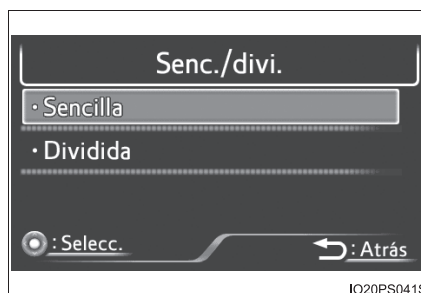 Senc./divi.
· Sencilla
· Dividida
: Selecc.
: Atrás
IO20PS041S